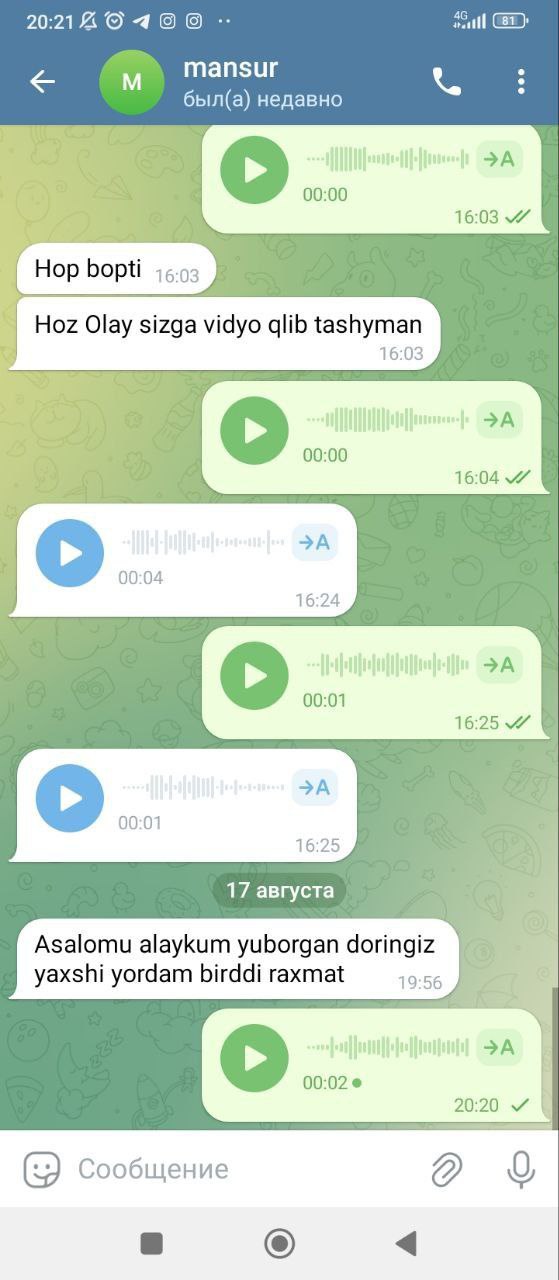 20:21
4G
81
M
mansur
был(а) недавно
→A
00:00
16:03
Hop bopti 16:03
Hoz Olay sizga vidyo qlib tashyman
16:03
→A
00:00
16:04
→A
00:04
16:24
→A
00:01
16:25
→A
00:01
16:25
17 августа
Asalomu alaykum yuborgan doringiz
yaxshi yordam birddi raxmat 19:56
→A
00:02
20:20
Сообщение